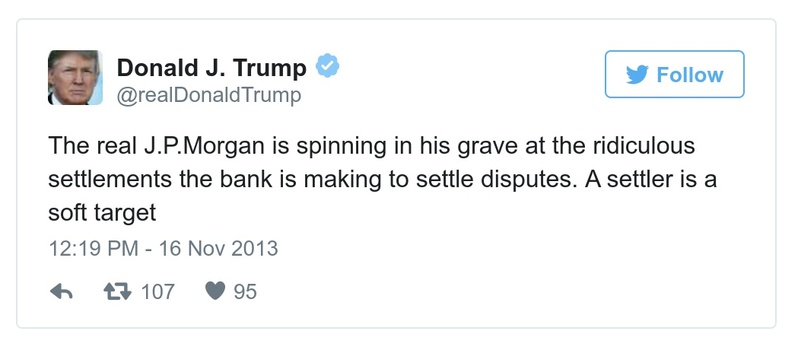 Donald J. Trump
@realDonaldTrump
Follow
The real J.P.Morgan is spinning in his grave at the ridiculous
settlements the bank is making to settle disputes. A settler is a
soft target
12:19 PM - 16 Nov 2013
107 95